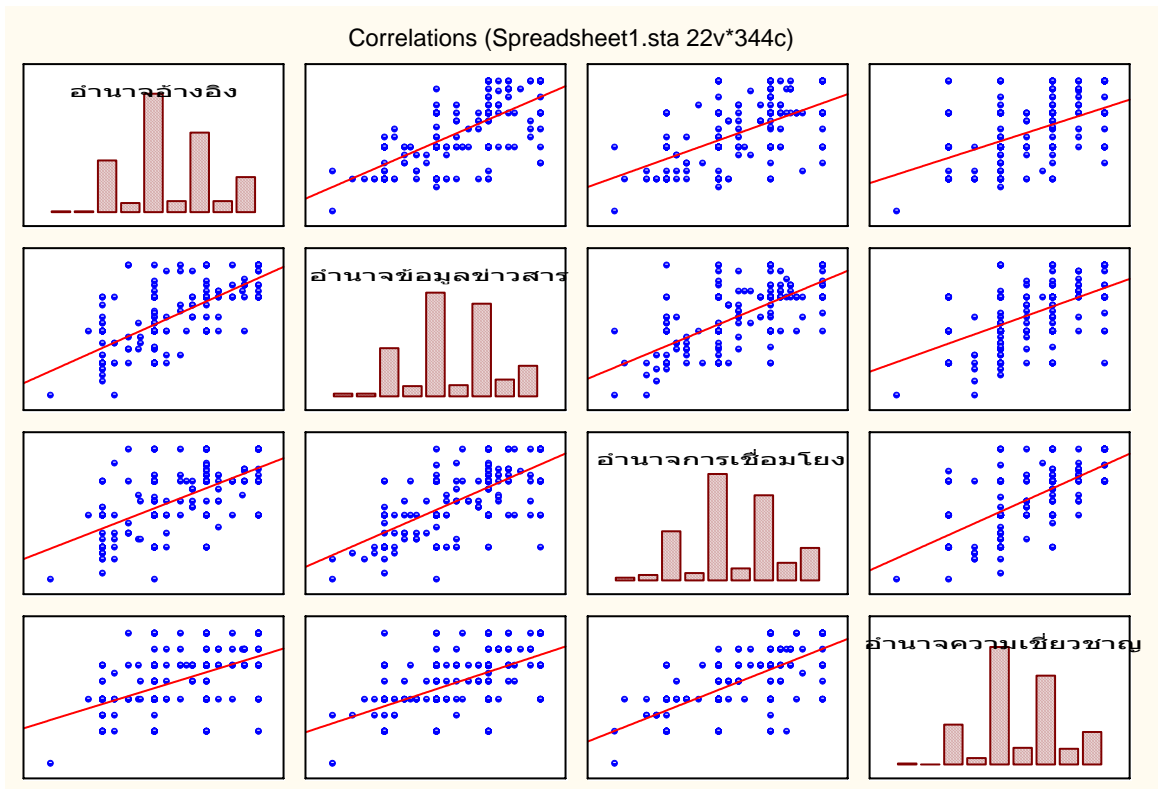 Correlations (Spreadsheet1.sta 22v*344c)
อำนาจอ้างอิง
อำนาจข้อมูลข่าวสาร
อำนาจการเชื่อมโยง
อำนาจความเชี่ยวชาญ